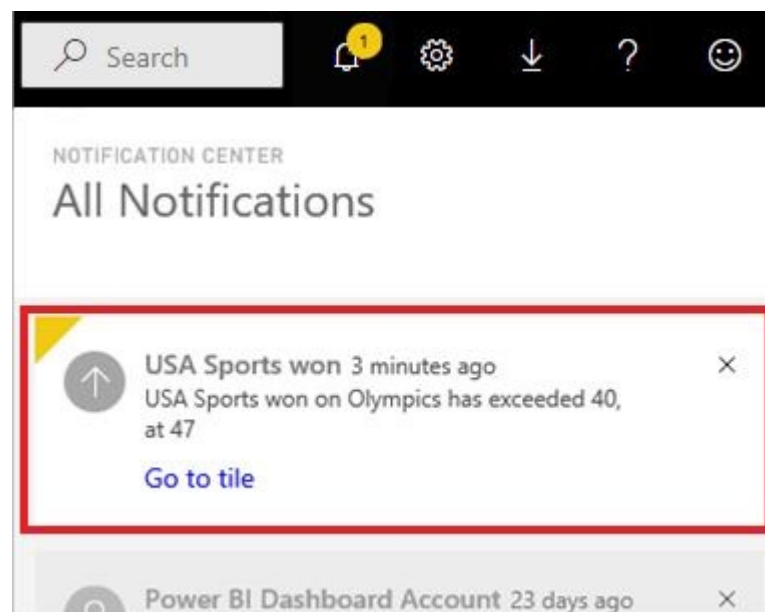 Search
1
?
NOTIFICATION CENTER
All Notifications
USA Sports won 3 minutes ago
USA Sports won on Olympics has exceeded 40,
at 47
Go to tile
Power BI Dashboard Account 23 days ago